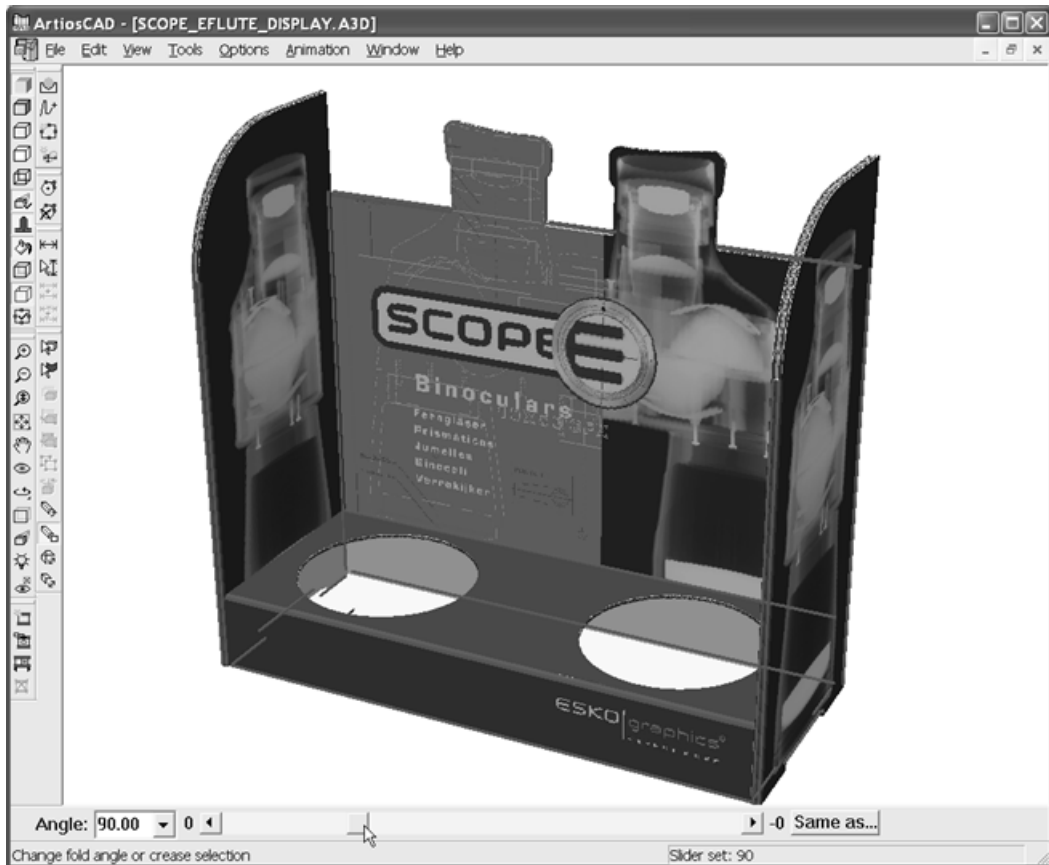 ArtiosCAD - [SCOPE_EFLUTE_DISPLAY.A3D]
File Edit View Tools Options Animation Window Help
SCOPE
E
Binoculars
Ferngläser
Prismaticos
Jumelles
Binocoli
Verrekijker
ESKO graphics®
Angle: 90.00 0 -0 Same as...
Change fold angle or crease selection Slider set: 90